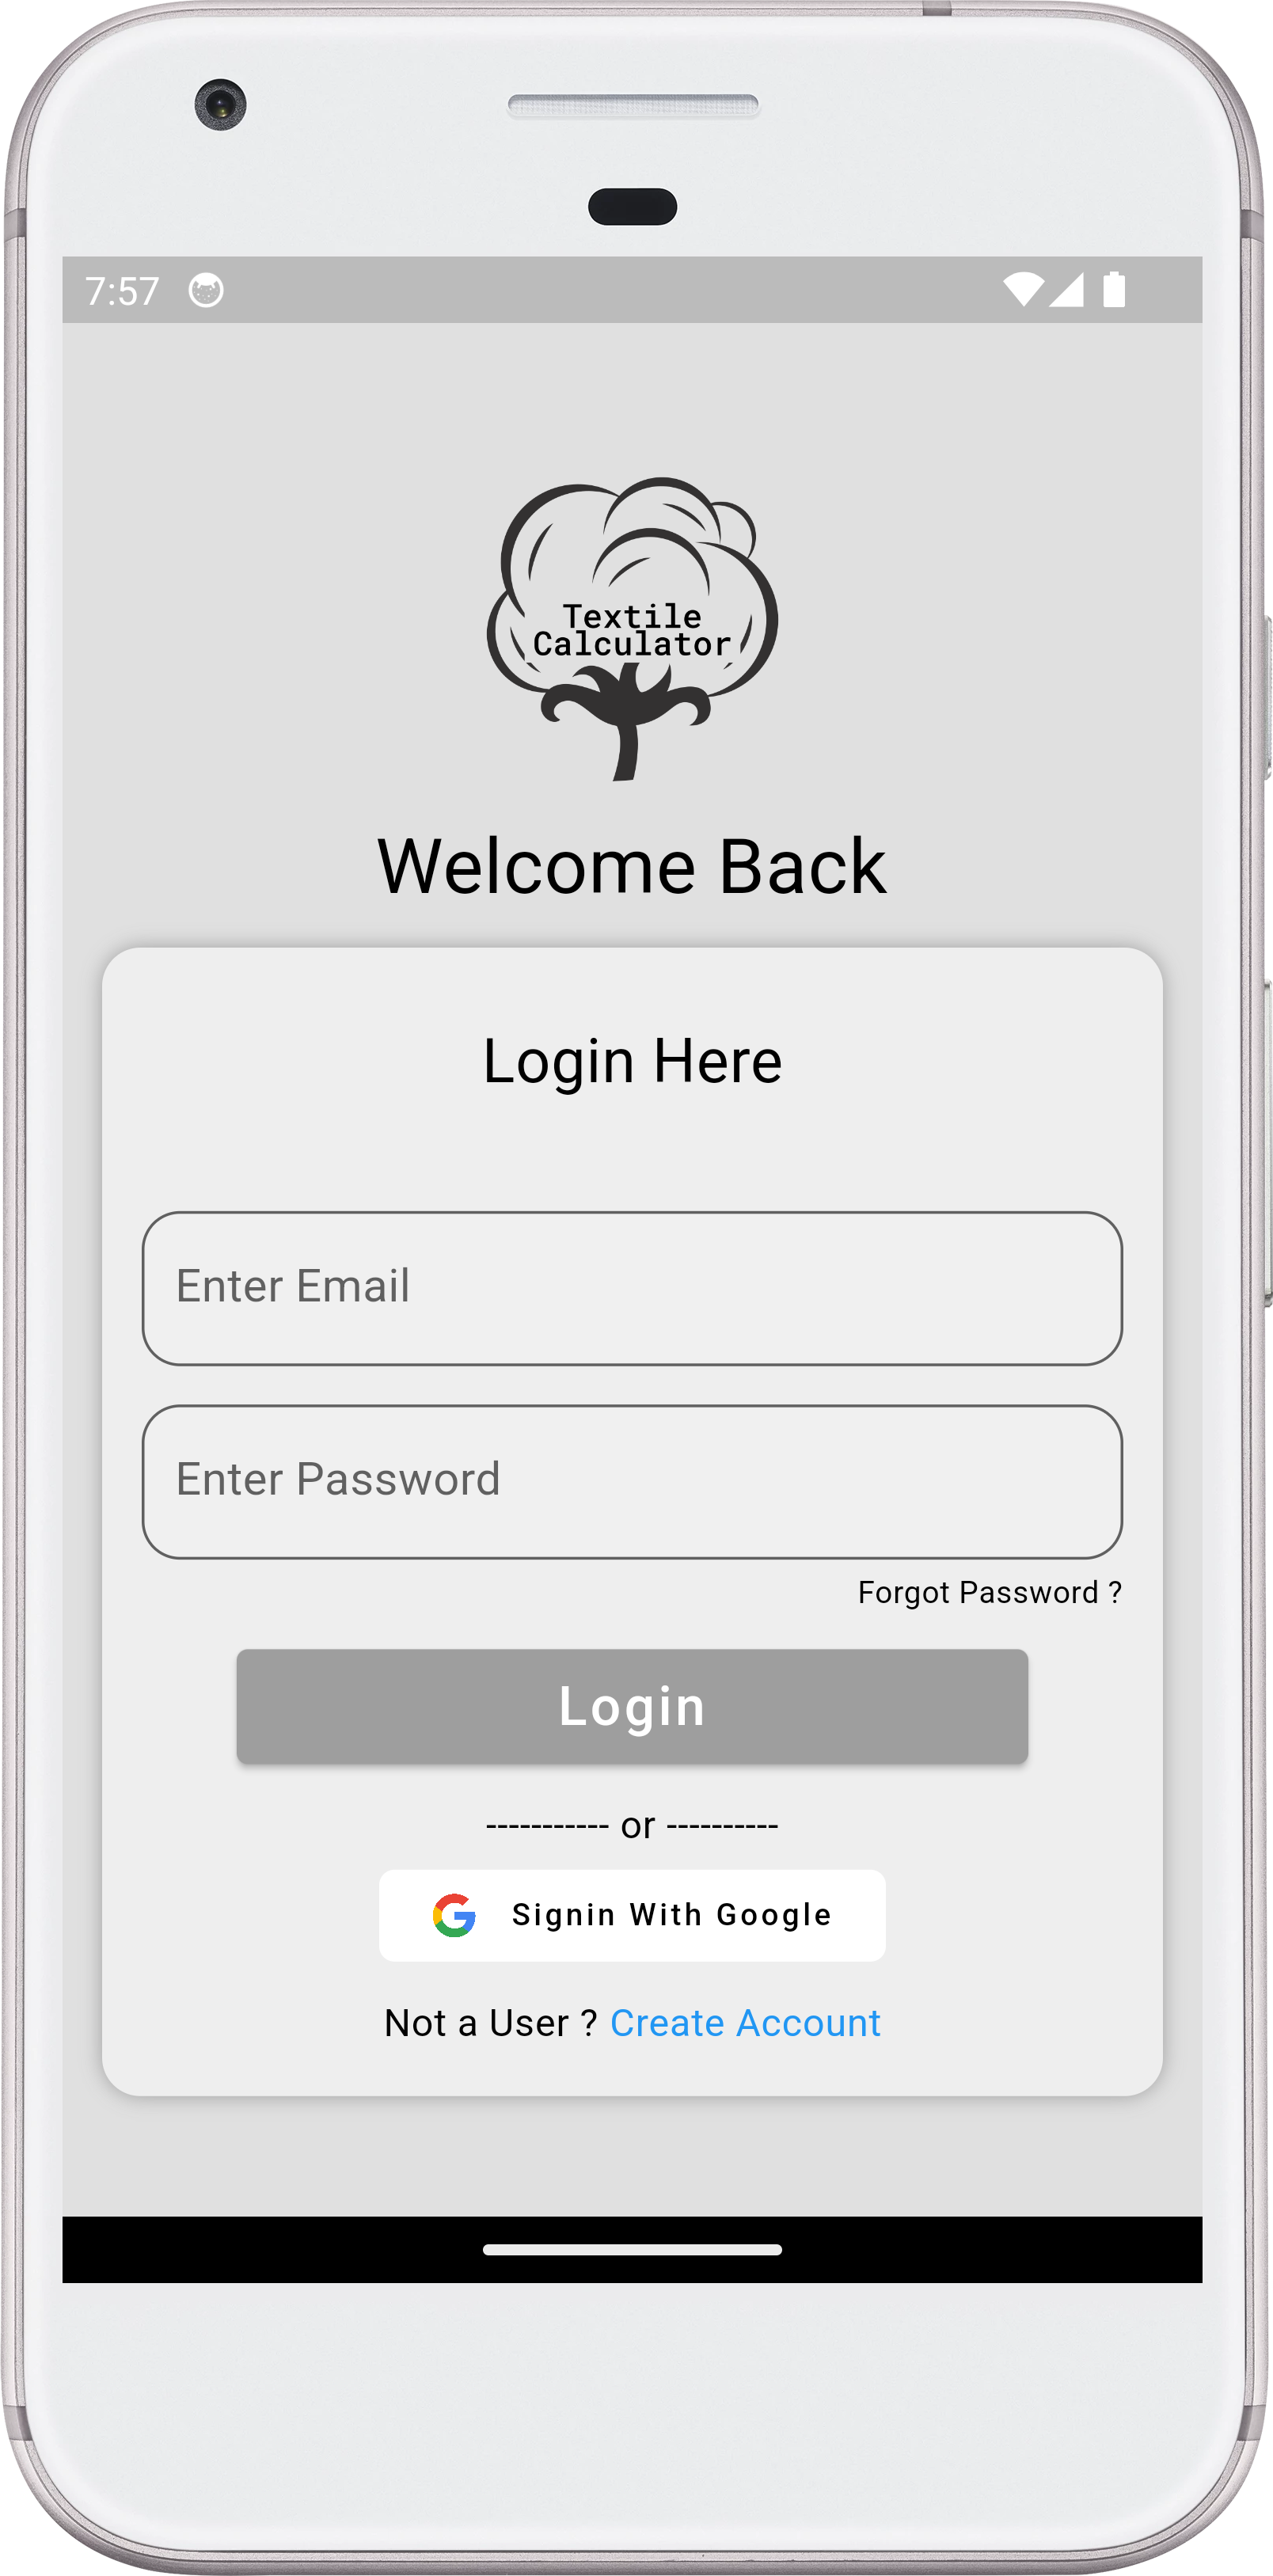 7:57
Textile
Calculator
Welcome Back
Login Here
Enter Email
Enter Password
Forgot Password ?
Login
----------- or ----------
Signin With Google
Not a User ? Create Account